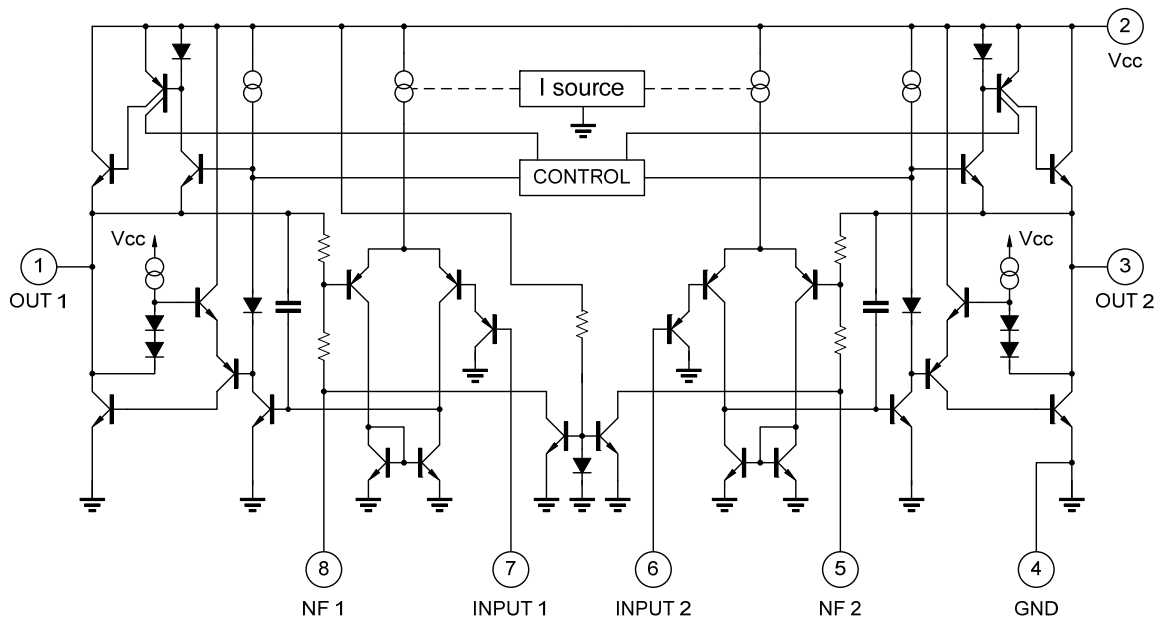 2
Vcc
I source
CONTROL
Vcc
Vcc
1
OUT 1
3
OUT 2
8
7
6
5
4
NF 1
INPUT 1
INPUT 2
NF 2
GND